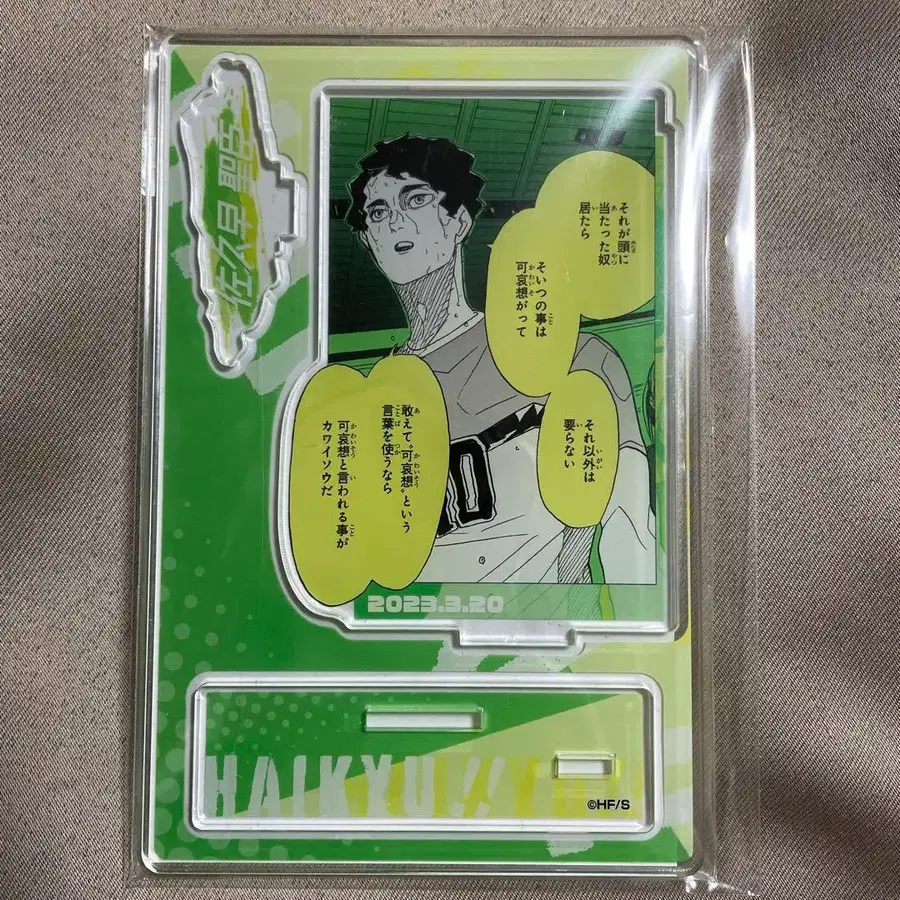 佐久早 聖臣
それが頭に
当たった奴
居たら
そいつの事は
可哀想がって
それ以外は
要らない
敢えて“可哀想”という
言葉を使うなら
可哀想と言われる事が
カワイソウだ
2023.3.20
HAIKYU!!
©HF/S